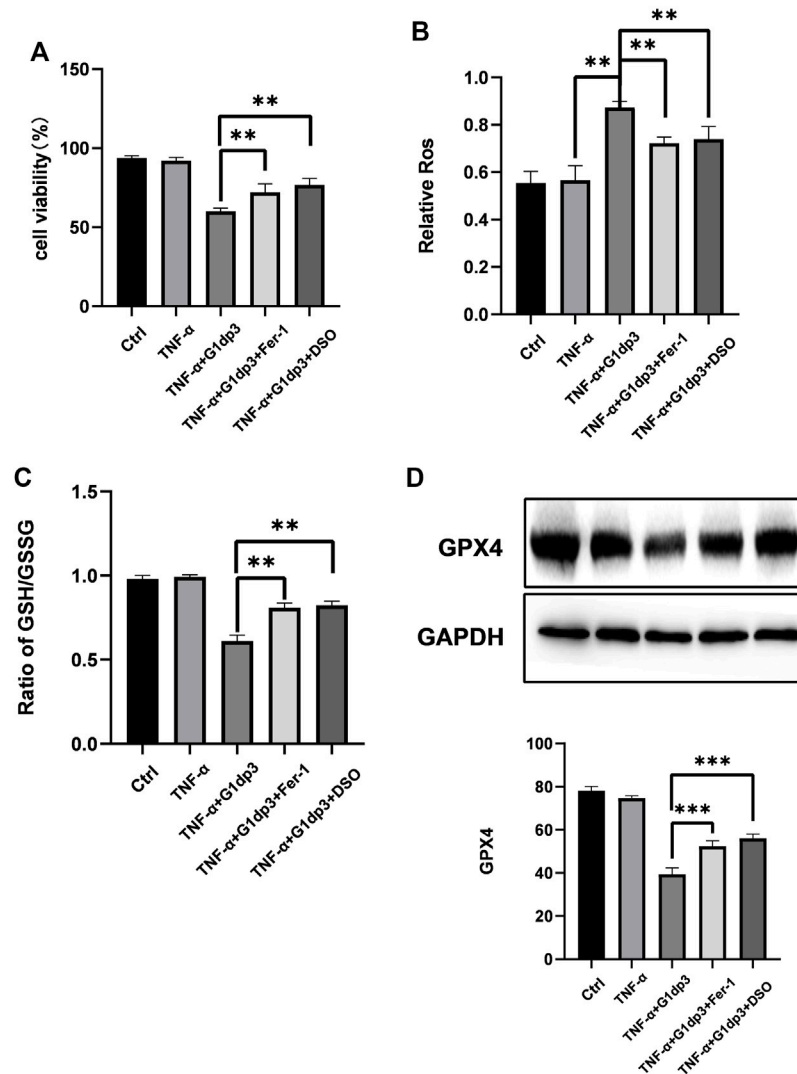 A
cell viability (%)
150
100
50
0
**
**
Ctrl
TNF-α
TNF-α+G1dp3
TNF-α+G1dp3+Fer-1
TNF-α+G1dp3+DSO
B
Relative Ros
1.0
0.8
0.6
0.4
0.2
0.0
**
**
**
Ctrl
TNF-α
TNF-α+G1dp3
TNF-α+G1dp3+Fer-1
TNF-α+G1dp3+DSO
C
Ratio of GSH/GSSG
1.5
1.0
0.5
0.0
**
**
Ctrl
TNF-α
TNF-α+G1dp3
TNF-α+G1dp3+Fer-1
TNF-α+G1dp3+DSO
D
GPX4
GAPDH
GPX4
100
80
60
40
20
0
***
***
Ctrl
TNF-α
TNF-α+G1dp3
TNF-α+G1dp3+Fer-1
TNF-α+G1dp3+DSO